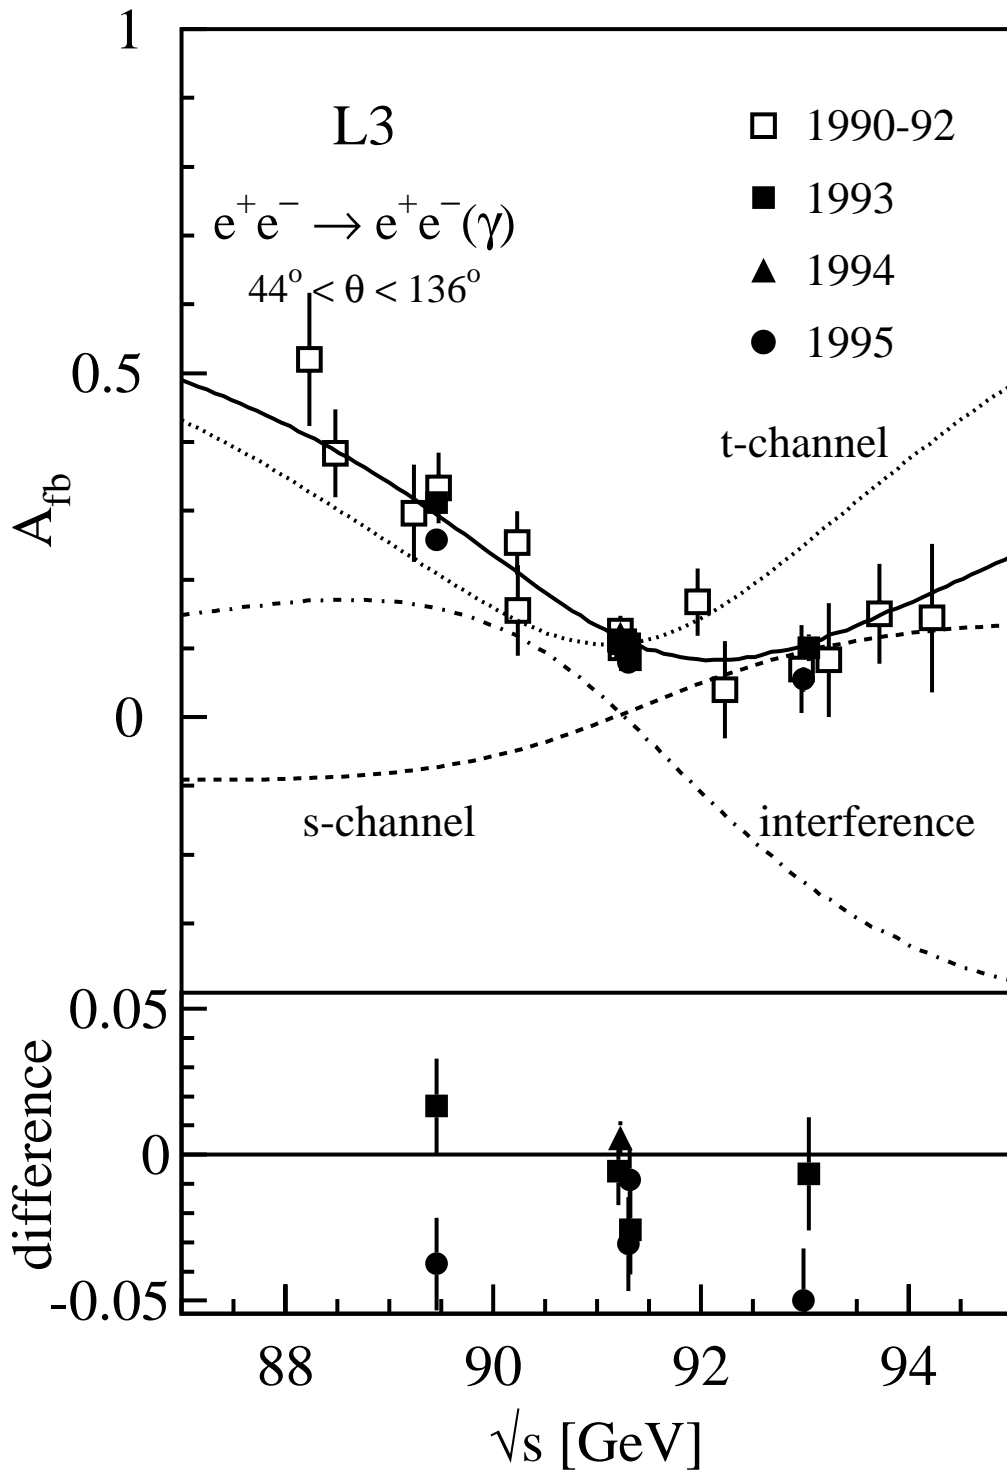 1
L3
e⁺e⁻ → e⁺e⁻(γ)
44° < θ < 136°
1990-92
1993
1994
1995
0.5
t-channel
A_fb
0
s-channel
interference
0.05
difference
0
-0.05
88 90 92 94
√s [GeV]